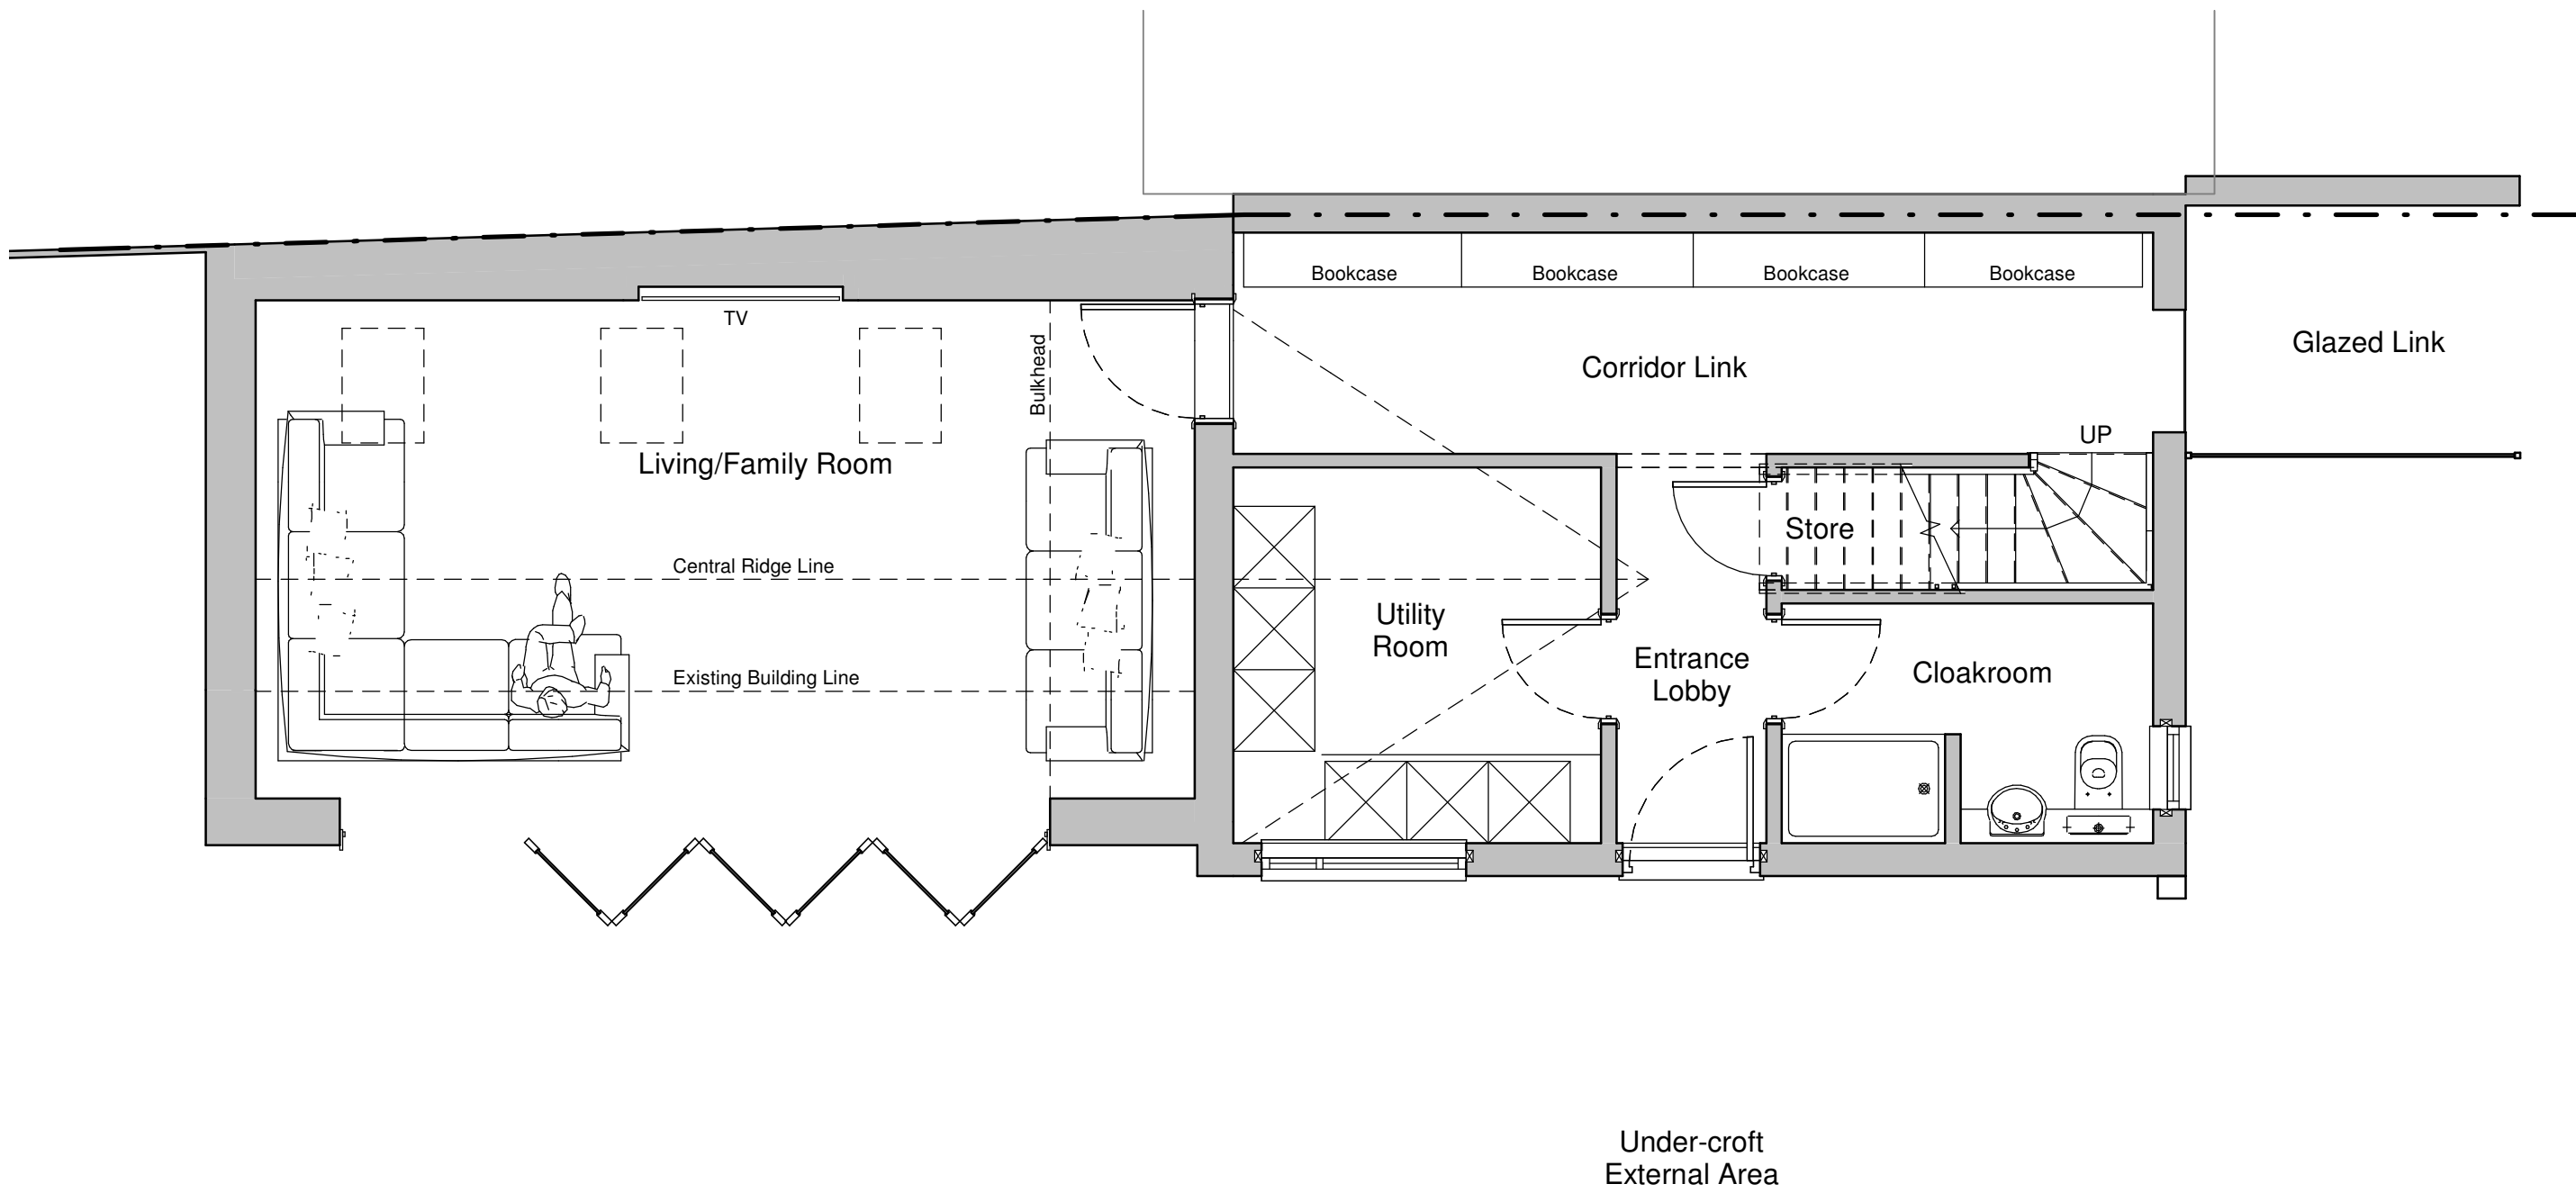 Bookcase
Bookcase
Bookcase
Bookcase
TV
Bulkhead
Glazed Link
Corridor Link
UP
Living/Family Room
Store
Central Ridge Line
Utility
Room
Entrance
Lobby
Cloakroom
Existing Building Line
Under-croft
External Area